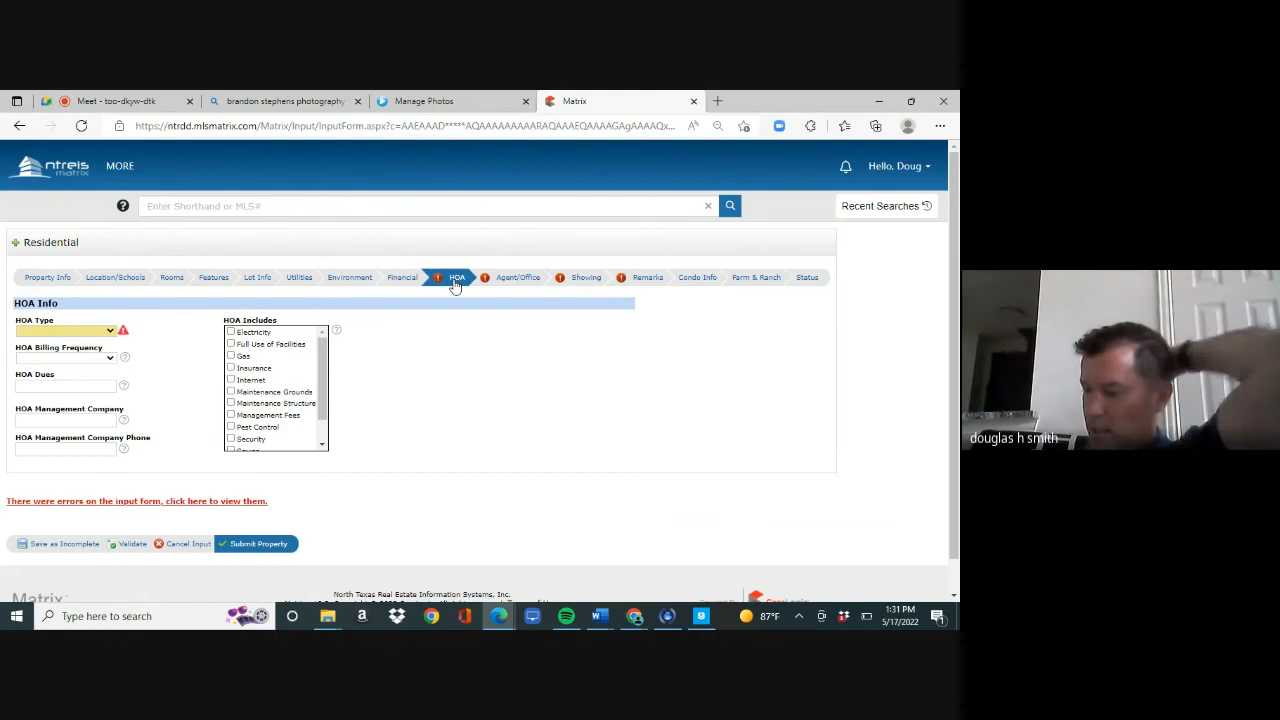 Meet - too-dkyw-dtk
brandon stephens photography
Manage Photos
Matrix
https://ntrdd.mlsmatrix.com/Matrix/Input/InputForm.aspx?c=AAEAAAD*****AQAAAAAAAAARAQAAAEQAAAAGAgAAAAQx...
ntreis matrix
MORE
Hello, Doug
Enter Shorthand or MLS#
Recent Searches
Residential
Property Info Location/Schools Rooms Features Lot Info Utilities Environment Financial HOA Agent/Office Showing Remarks Condo Info Farm & Ranch Status
HOA Info
HOA Type
HOA Billing Frequency
HOA Dues
HOA Management Company
HOA Management Company Phone
HOA Includes
Electricity
Full Use of Facilities
Gas
Insurance
Internet
Maintenance Grounds
Maintenance Structure
Management Fees
Pest Control
Security
There were errors on the input form, click here to view them.
Save as Incomplete Validate Cancel Input Submit Property
Matrix
North Texas Real Estate Information Systems, Inc.
Type here to search
87°F
1:31 PM
5/17/2022
douglas h smith